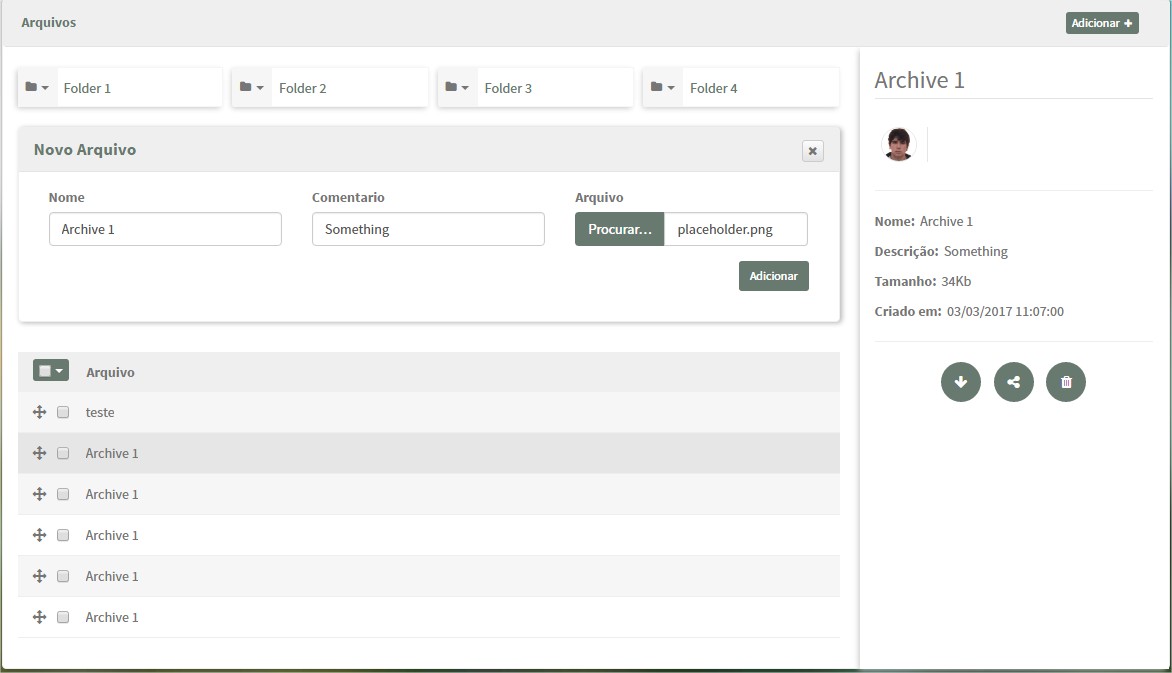 Arquivos
Adicionar
Folder 1
Folder 2
Folder 3
Folder 4
Novo Arquivo
Nome
Comentario
Arquivo
Archive 1
Something
Procurar...
placeholder.png
Adicionar
Arquivo
teste
Archive 1
Archive 1
Archive 1
Archive 1
Archive 1
Archive 1
Nome: Archive 1
Descrição: Something
Tamanho: 34Kb
Criado em: 03/03/2017 11:07:00